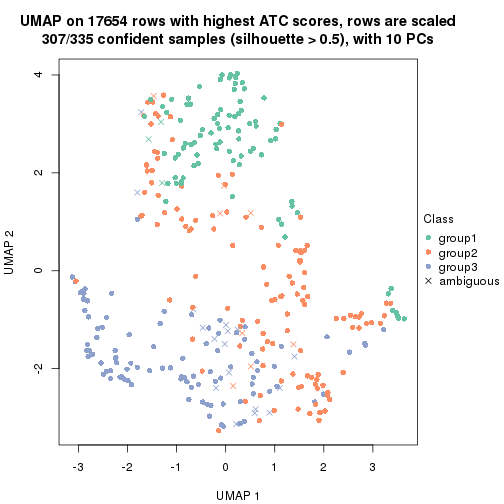 UMAP on 17654 rows with highest ATC scores, rows are scaled
307/335 confident samples (silhouette > 0.5), with 10 PCs
4
2
0
-2
UMAP 2
-3
-2
-1
0
1
2
3
UMAP 1
Class
group1
group2
group3
ambiguous